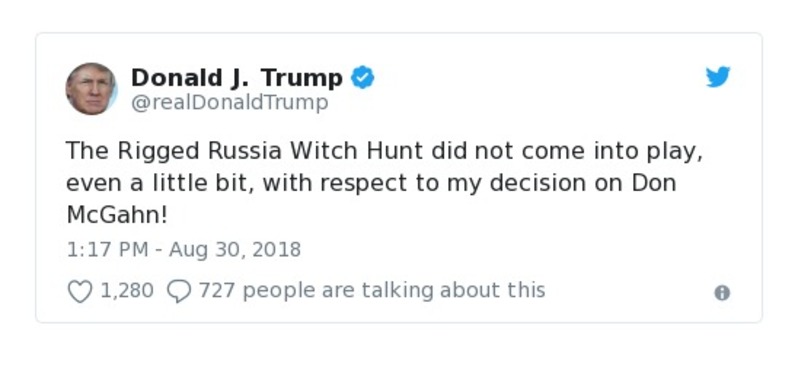 Donald J. Trump
@realDonaldTrump
The Rigged Russia Witch Hunt did not come into play,
even a little bit, with respect to my decision on Don
McGahn!
1:17 PM - Aug 30, 2018
1,280 727 people are talking about this